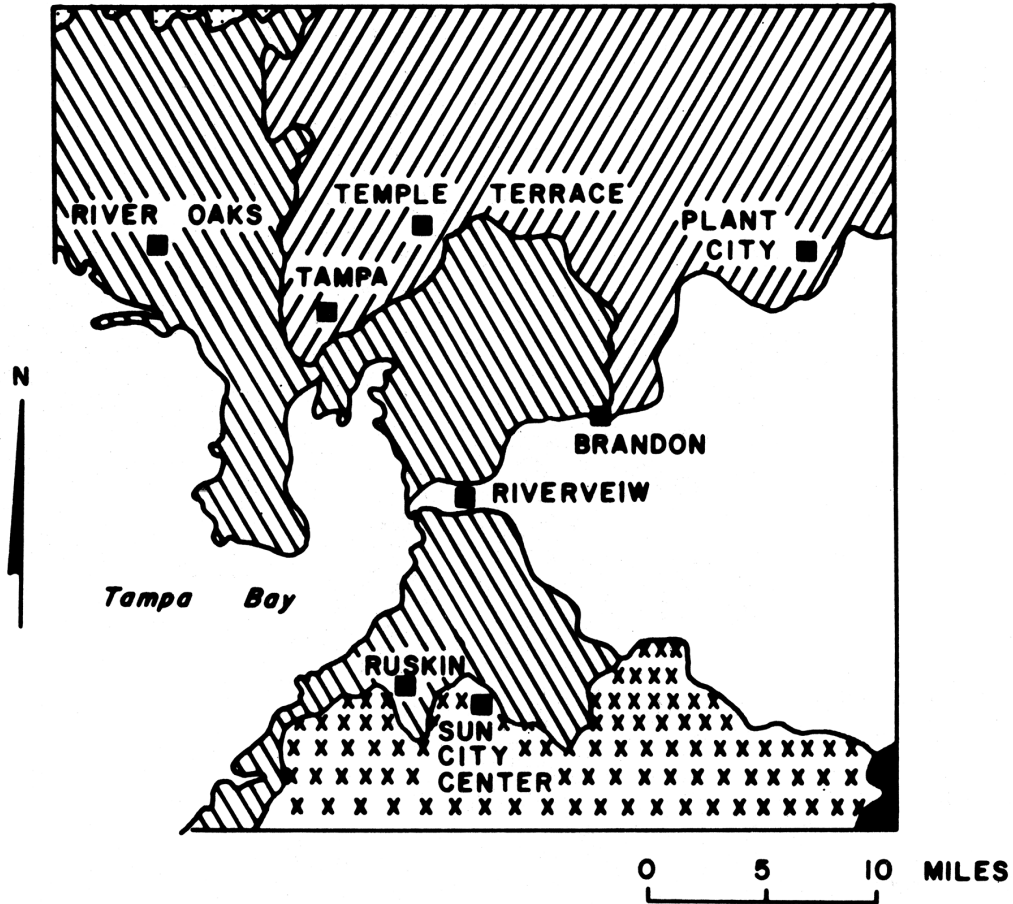 TEMPLE TERRACE
RIVER OAKS
PLANT
CITY
TAMPA
N
BRANDON
RIVERVEIW
Tampa Bay
RUSKIN
SUN
CITY
CENTER
0 5 10 MILES